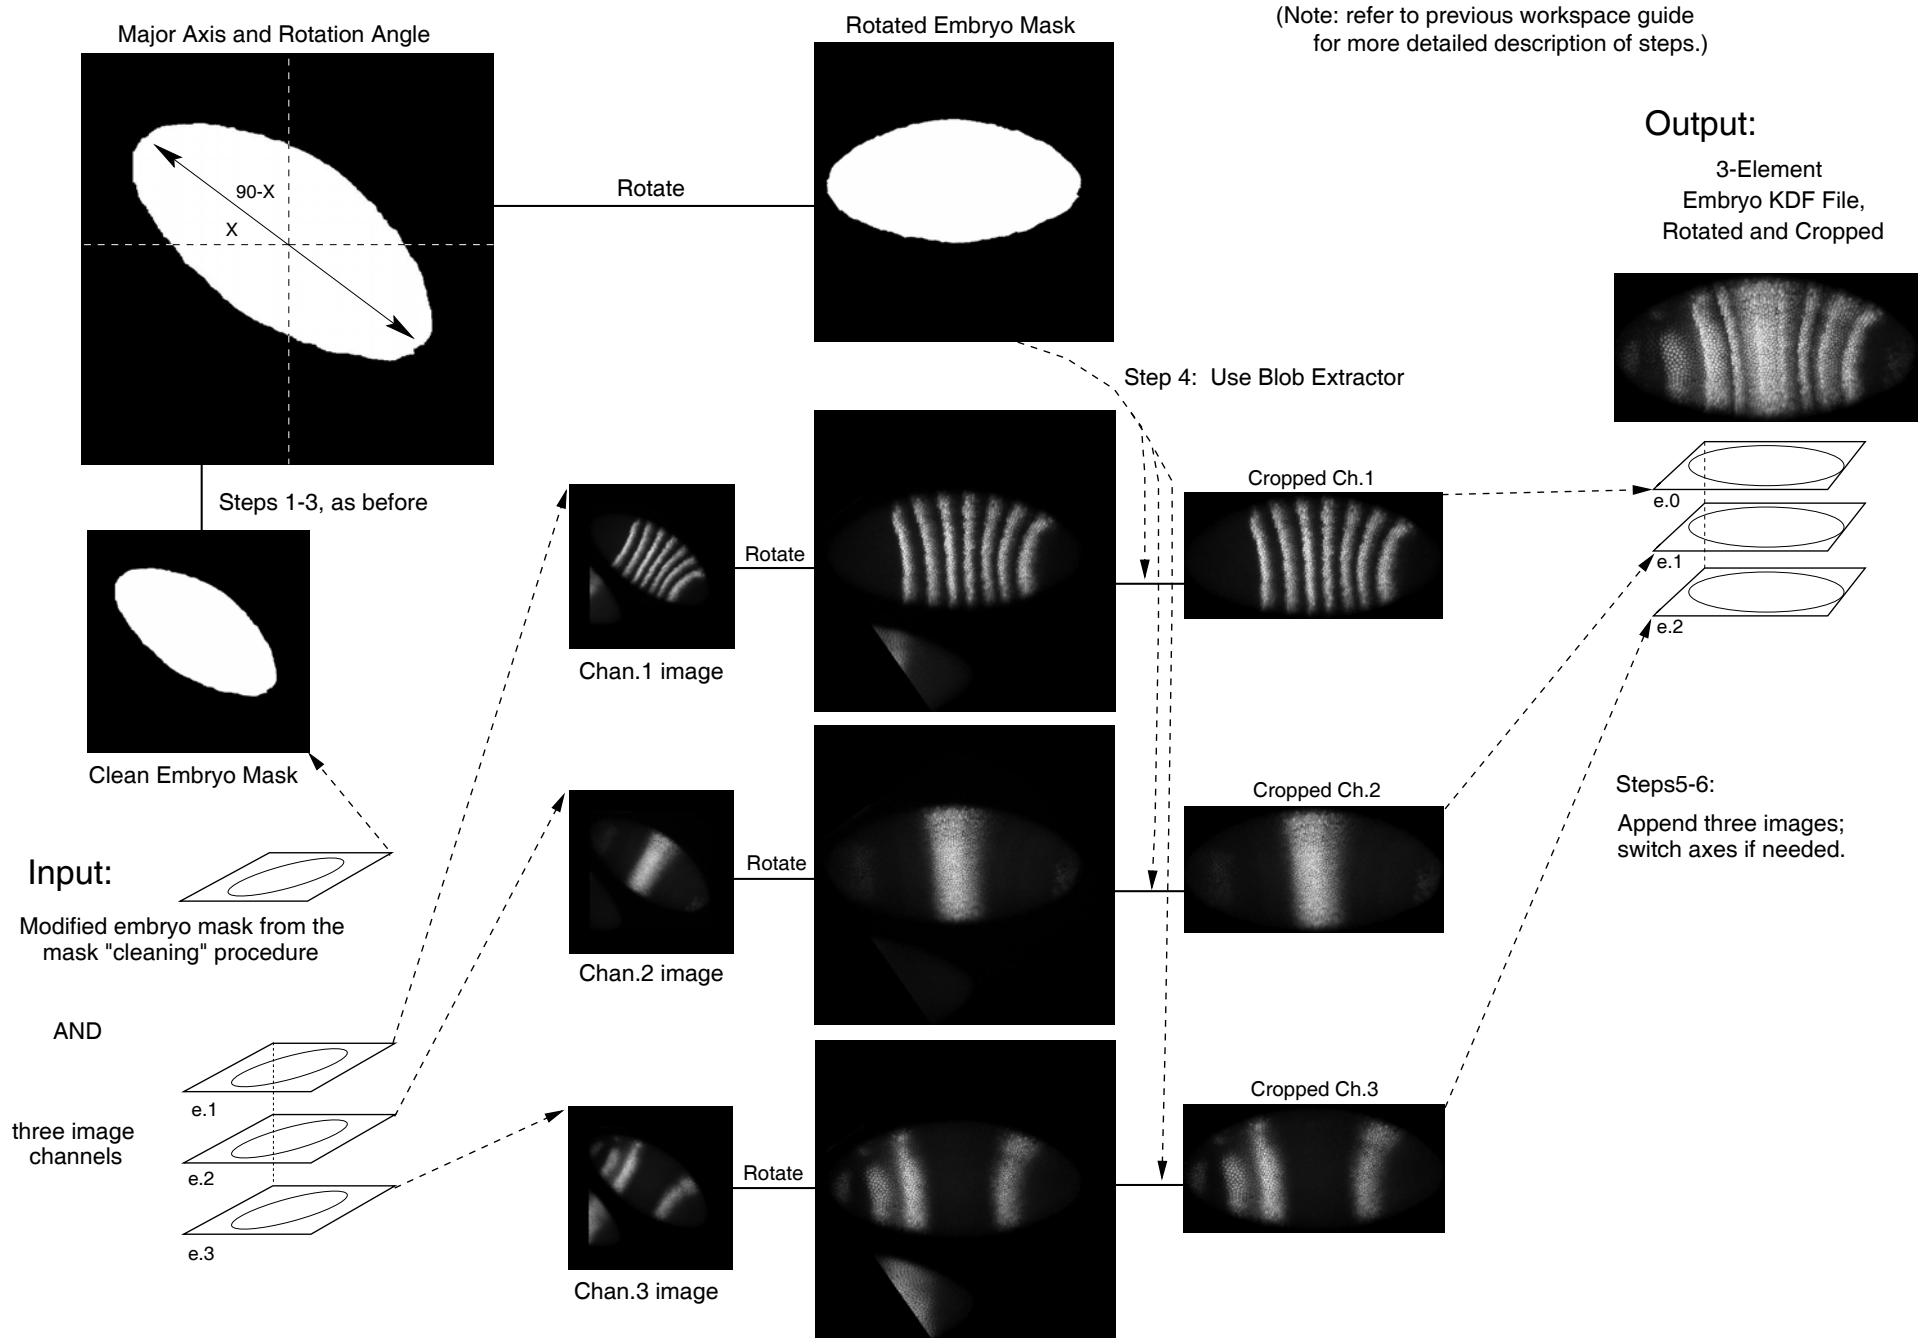 (Note: refer to previous workspace guide
for more detailed description of steps.)
Major Axis and Rotation Angle
Rotated Embryo Mask
90-X
X
Rotate
Output:
3-Element
Embryo KDF File,
Rotated and Cropped
Step 4:  Use Blob Extractor
Steps 1-3, as before
Clean Embryo Mask
Chan.1 image
Rotate
Cropped Ch.1
e.0
e.1
e.2
Chan.2 image
Rotate
Cropped Ch.2
Steps5-6:
Append three images;
switch axes if needed.
Input:
Modified embryo mask from the
mask "cleaning" procedure
AND
three image
channels
e.1
e.2
e.3
Chan.3 image
Rotate
Cropped Ch.3